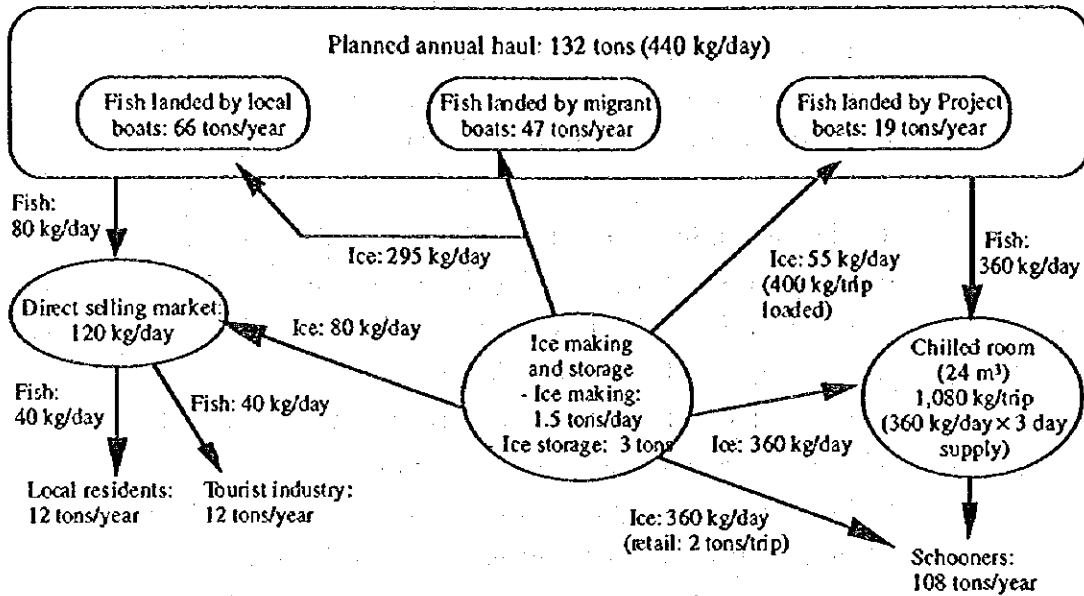 Planned annual haul: 132 tons (440 kg/day)
Fish landed by local
boats: 66 tons/year
Fish landed by migrant
boats: 47 tons/year
Fish landed by Project
boats: 19 tons/year
Fish:
80 kg/day
Ice: 295 kg/day
Ice: 55 kg/day
(400 kg/trip
loaded)
Fish:
360 kg/day
Direct selling market:
120 kg/day
Ice: 80 kg/day
Ice making
and storage
- Ice making:
1.5 tons/day
- Ice storage: 3 tons
Chilled room
(24 m³)
1,080 kg/trip
(360 kg/day × 3 day
supply)
Fish:
40 kg/day
Fish: 40 kg/day
Ice: 360 kg/day
Local residents:
12 tons/year
Tourist industry:
12 tons/year
Ice: 360 kg/day
(retail: 2 tons/trip)
Schooners:
108 tons/year